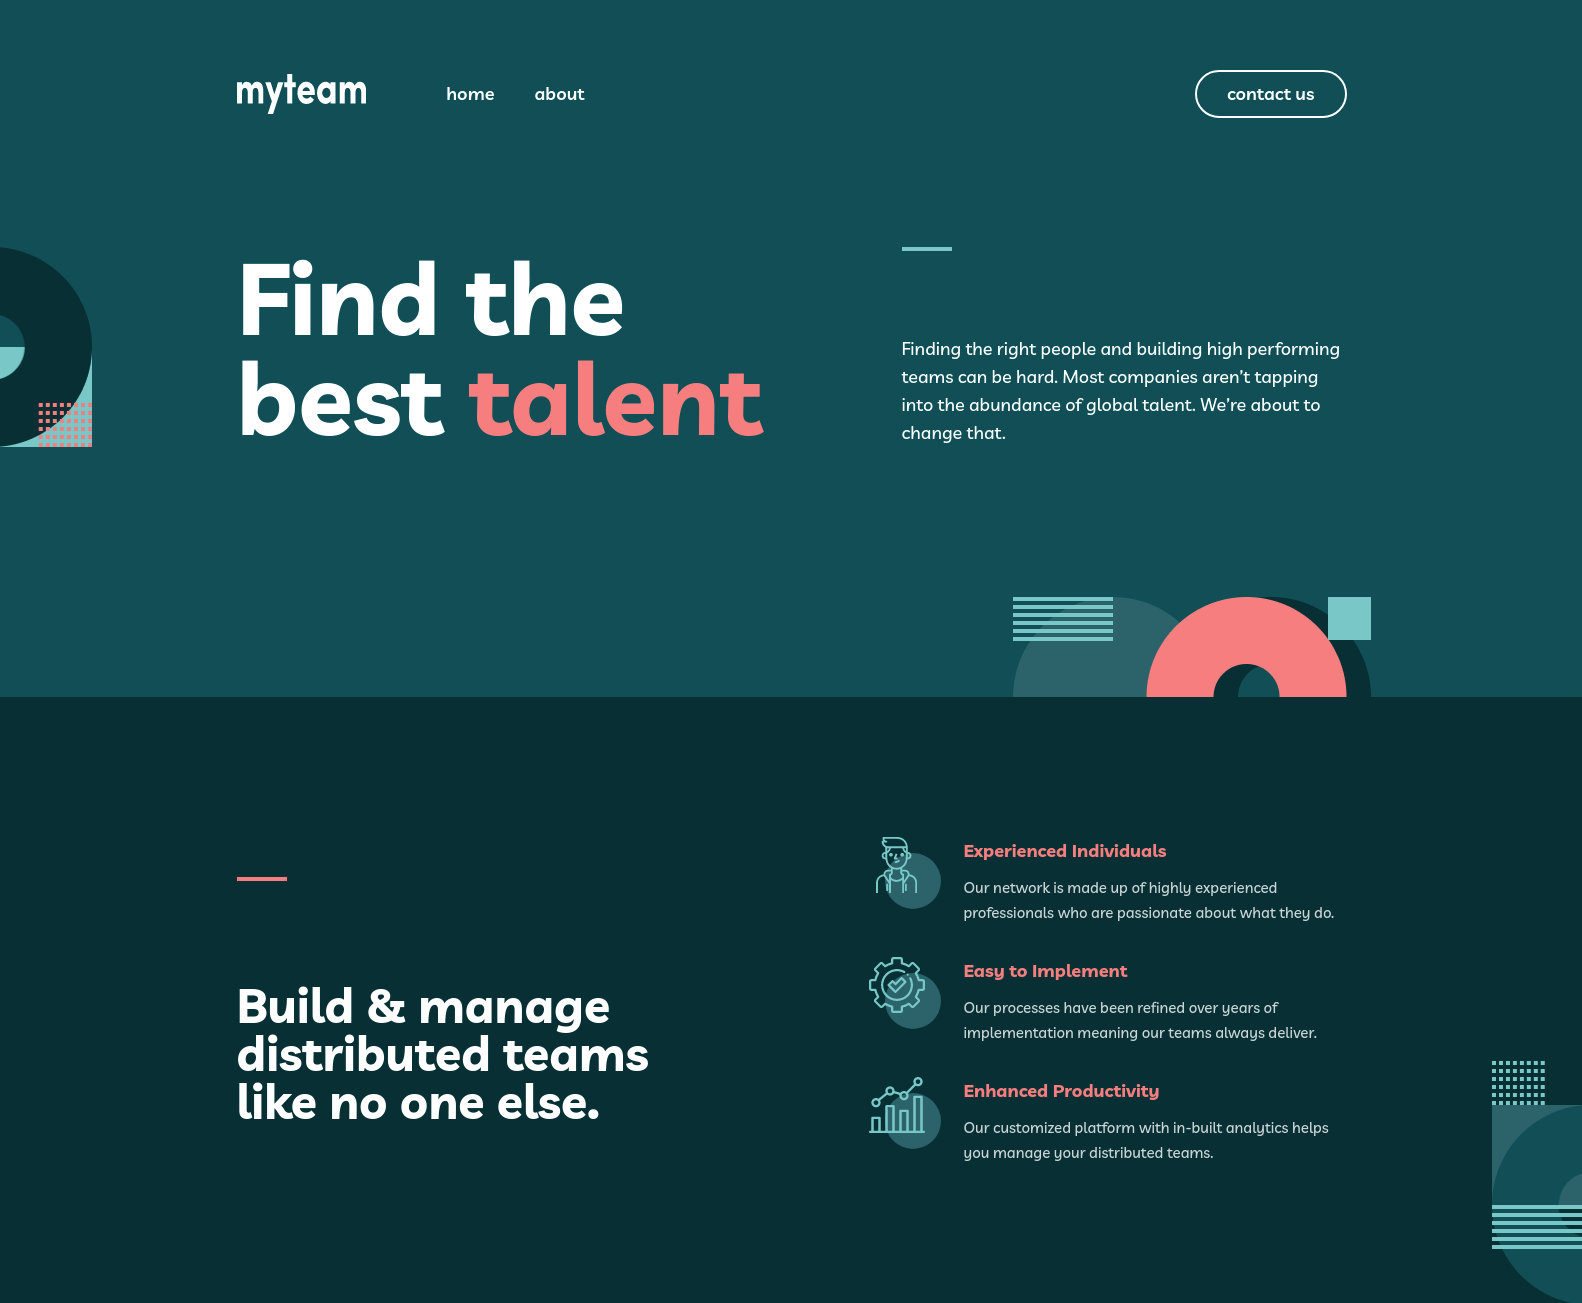 myteam
home
about
contact us
Find the
best talent
Finding the right people and building high performing
teams can be hard. Most companies aren’t tapping
into the abundance of global talent. We’re about to
change that.
Build & manage
distributed teams
like no one else.
Experienced Individuals
Our network is made up of highly experienced
professionals who are passionate about what they do.
Easy to Implement
Our processes have been refined over years of
implementation meaning our teams always deliver.
Enhanced Productivity
Our customized platform with in-built analytics helps
you manage your distributed teams.